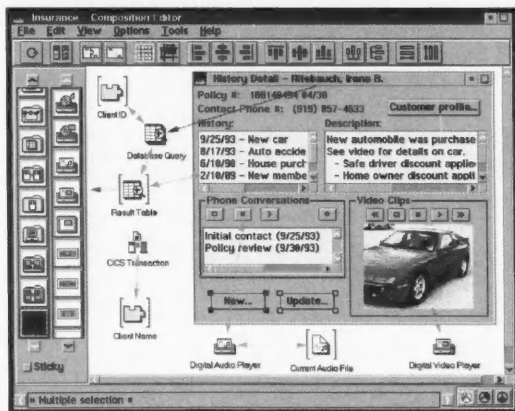 Insurance - Composition Editor
File Edit View Options Tools Help
History Detail - Ritebauch, Irene B.
Policy #: 166140494 04/30
Contact Phone #: (919) 857-4633
Customer profile...
Client ID
Database Query
Result Table
CICS Transaction
Client Name
History:
9/25/93 - New car
8/17/93 - Auto accide
6/10/90 - House purch
2/10/89 - New membe
Description:
New automobile was purchase
See video for details on car.
- Safe driver discount applie
- Home owner discount appli
Phone Conversations
Initial contact (9/25/93)
Policy review (9/30/93)
Video Clips
New...
Update...
Digital Audio Player
Current Audio File
Digital Video Player
Sticky
Multiple selection